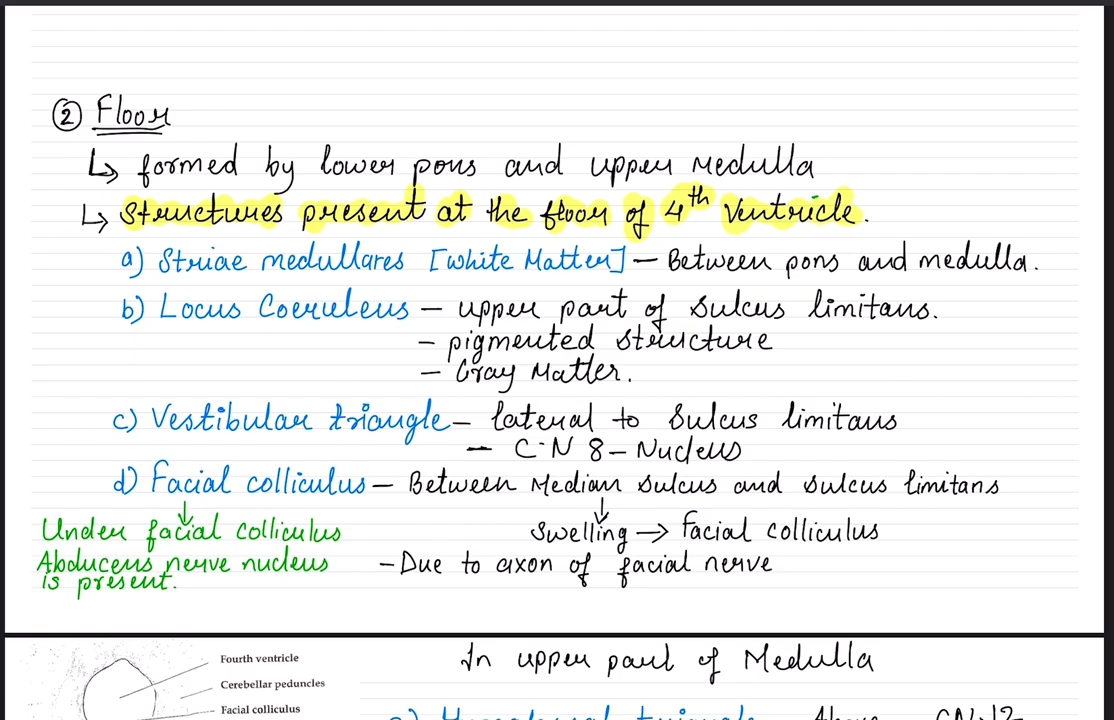 ② Floor
↳ formed by lower pons and upper Medulla
↳ Structures present at the floor of 4th Ventricle.
a) Striae medullares [White Matter] – Between pons and medulla.
b) Locus Coeruleus – upper part of sulcus limitans.
– pigmented structure
– Gray Matter.
c) Vestibular triangle – lateral to Sulcus limitans
– C·N 8 – Nucleus
d) Facial colliculus – Between Median sulcus and sulcus limitans
↓ ↓
Under facial colliculus Swelling → Facial colliculus
Abducens nerve nucleus – Due to axon of facial nerve
is present.
Fourth ventricle In upper part of Medulla
Cerebellar peduncles
Facial colliculus Above CN12